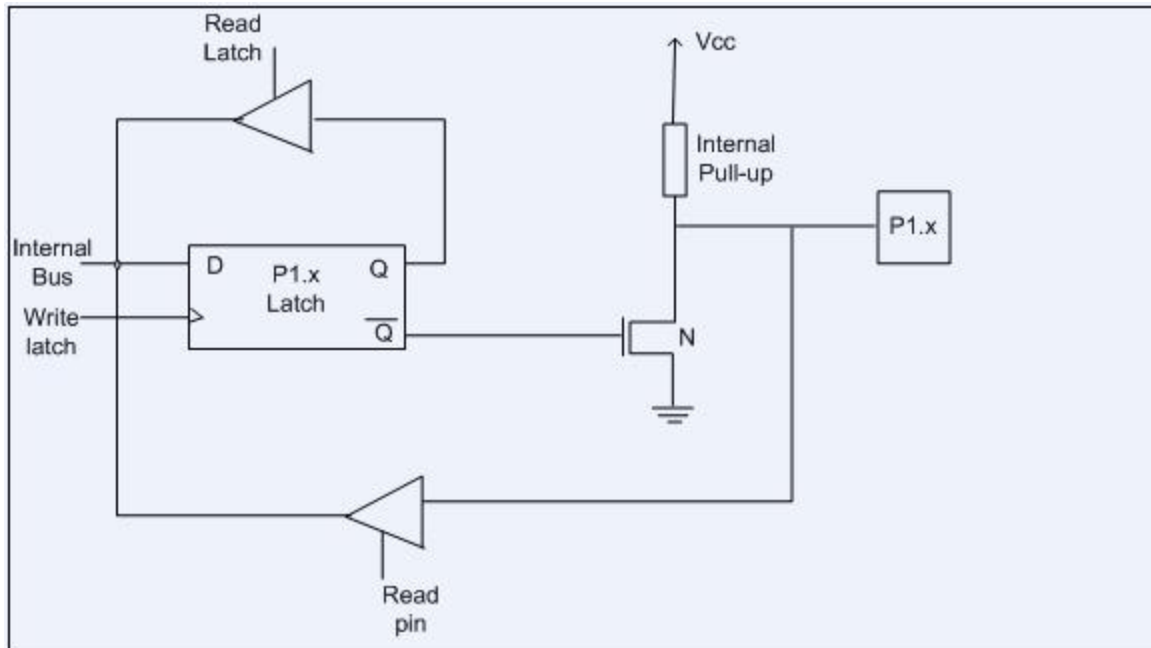 Read
Latch
Vcc
Internal
Pull-up
P1.x
Internal
Bus
D
P1.x
Latch
Q
Write
latch
Q
N
Read
pin